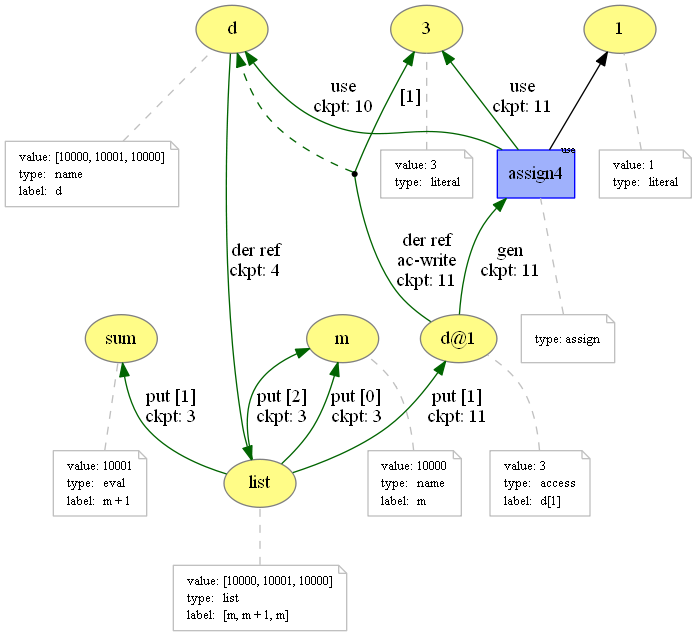 d
3
1
use
ckpt: 10
[1]
use
ckpt: 11
use
value: [10000, 10001, 10000]
type: name
label: d
value: 3
type: literal
assign4
value: 1
type: literal
der ref
ckpt: 4
der ref
ac-write
ckpt: 11
gen
ckpt: 11
sum
m
d@1
type: assign
put [1]
ckpt: 3
put [2]
ckpt: 3
put [0]
ckpt: 3
put [1]
ckpt: 11
value: 10001
type: eval
label: m + 1
list
value: 10000
type: name
label: m
value: 3
type: access
label: d[1]
value: [10000, 10001, 10000]
type: list
label: [m, m + 1, m]